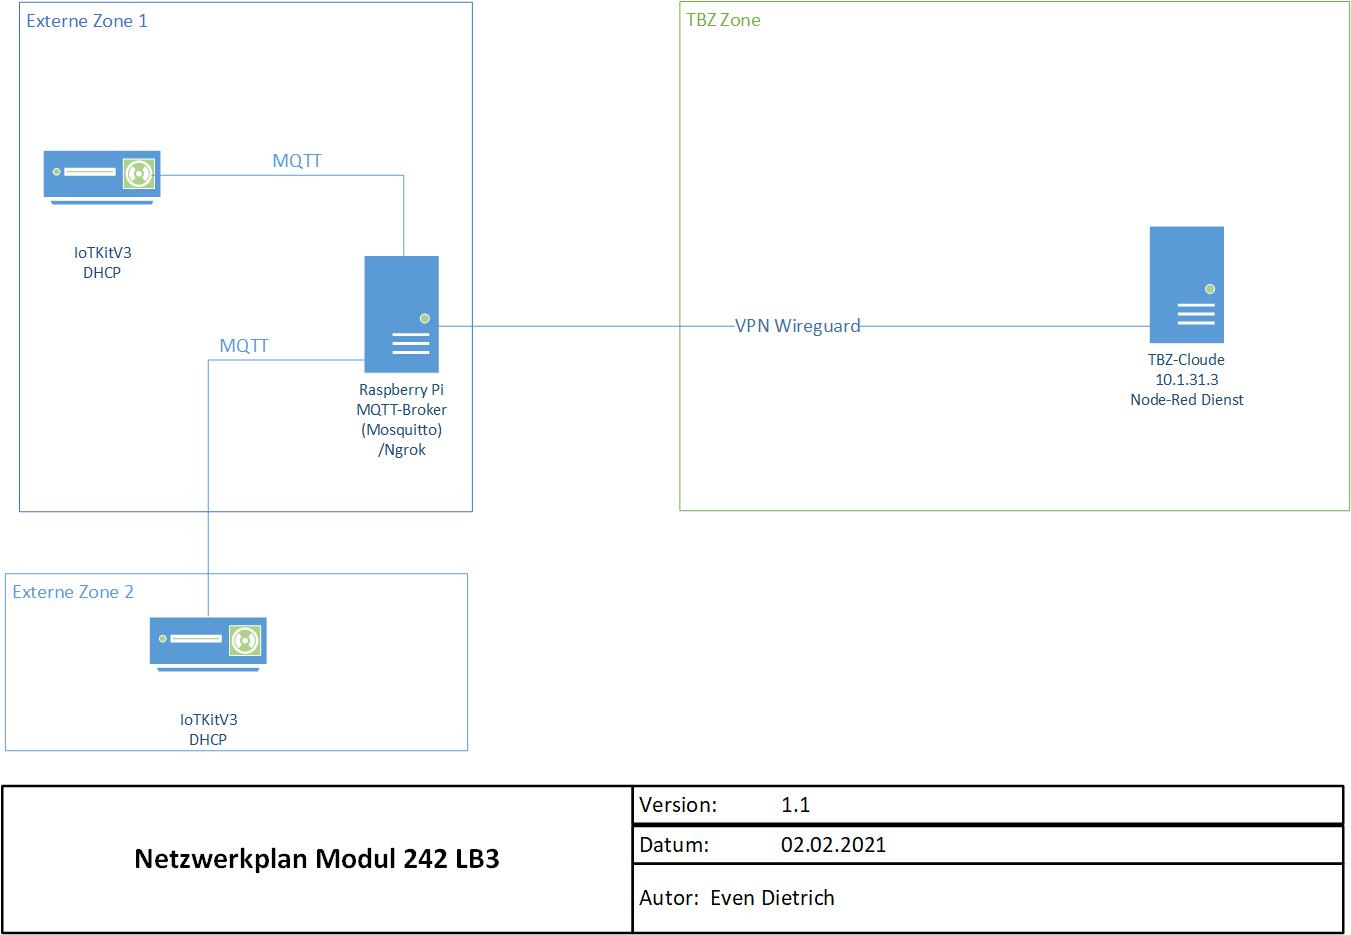 Externe Zone 1
TBZ Zone
MQTT
IoTKitV3
DHCP
MQTT
VPN Wireguard
Raspberry Pi
MQTT-Broker
(Mosquitto)
/Ngrok
TBZ-Cloude
10.1.31.3
Node-Red Dienst
Externe Zone 2
IoTKitV3
DHCP
Netzwerkplan Modul 242 LB3
Version: 1.1
Datum: 02.02.2021
Autor: Even Dietrich